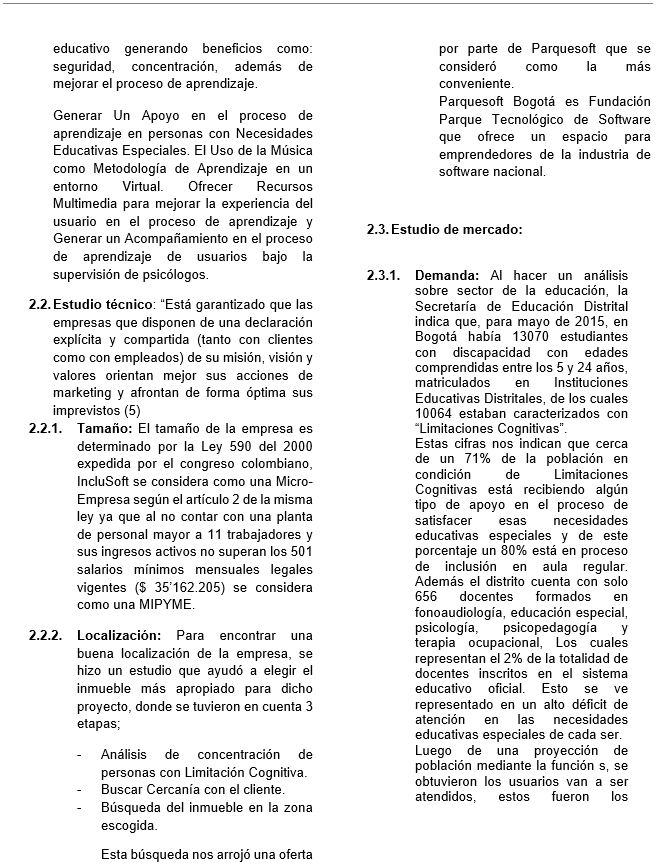 educativo generando beneficios como:
seguridad, concentración, además de
mejorar el proceso de aprendizaje.
Generar Un Apoyo en el proceso de
aprendizaje en personas con Necesidades
Educativas Especiales. El Uso de la Música
como Metodología de Aprendizaje en un
entorno Virtual. Ofrecer Recursos
Multimedia para mejorar la experiencia del
usuario en el proceso de aprendizaje y
Generar un Acompañamiento en el proceso
de aprendizaje de usuarios bajo la
supervisión de psicólogos.
2.2. Estudio técnico: “Está garantizado que las
empresas que disponen de una declaración
explícita y compartida (tanto con clientes
como con empleados) de su misión, visión y
valores orientan mejor sus acciones de
marketing y afrontan de forma óptima sus
imprevistos (5)
2.2.1. Tamaño: El tamaño de la empresa es
determinado por la Ley 590 del 2000
expedida por el congreso colombiano,
IncluSoft se considera como una Micro-
Empresa según el artículo 2 de la misma
ley ya que al no contar con una planta
de personal mayor a 11 trabajadores y
sus ingresos activos no superan los 501
salarios mínimos mensuales legales
vigentes ($ 35’162.205) se considera
como una MIPYME.
2.2.2. Localización: Para encontrar una
buena localización de la empresa, se
hizo un estudio que ayudó a elegir el
inmueble más apropiado para dicho
proyecto, donde se tuvieron en cuenta 3
etapas;
- Análisis de concentración de
personas con Limitación Cognitiva.
- Buscar Cercanía con el cliente.
- Búsqueda del inmueble en la zona
escogida.
Esta búsqueda nos arrojó una oferta
por parte de Parquesoft que se
consideró como la más
conveniente.
Parquesoft Bogotá es Fundación
Parque Tecnológico de Software
que ofrece un espacio para
emprendedores de la industria de
software nacional.
2.3. Estudio de mercado:
2.3.1. Demanda: Al hacer un análisis
sobre sector de la educación, la
Secretaría de Educación Distrital
indica que, para mayo de 2015, en
Bogotá había 13070 estudiantes
con discapacidad con edades
comprendidas entre los 5 y 24 años,
matriculados en Instituciones
Educativas Distritales, de los cuales
10064 estaban caracterizados con
“Limitaciones Cognitivas”.
Estas cifras nos indican que cerca
de un 71% de la población en
condición de Limitaciones
Cognitivas está recibiendo algún
tipo de apoyo en el proceso de
satisfacer esas necesidades
educativas especiales y de este
porcentaje un 80% está en proceso
de inclusión en aula regular.
Además el distrito cuenta con solo
656 docentes formados en
fonoaudiología, educación especial,
psicología, psicopedagogía y
terapia ocupacional, Los cuales
representan el 2% de la totalidad de
docentes inscritos en el sistema
educativo oficial. Esto se ve
representado en un alto déficit de
atención en las necesidades
educativas especiales de cada ser.
Luego de una proyección de
población mediante la función s, se
obtuvieron los usuarios van a ser
atendidos, estos fueron los